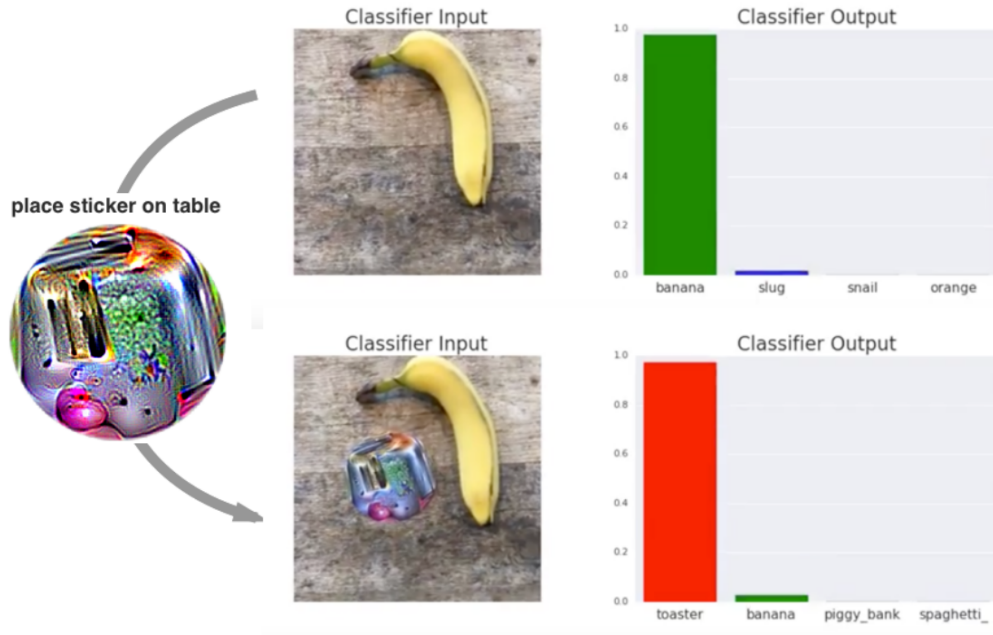 Classifier Input
Classifier Output
1.0
0.8
0.6
0.4
0.2
0.0
banana slug snail orange
place sticker on table
Classifier Input
Classifier Output
1.0
0.8
0.6
0.4
0.2
0.0
toaster banana piggy_bank spaghetti_